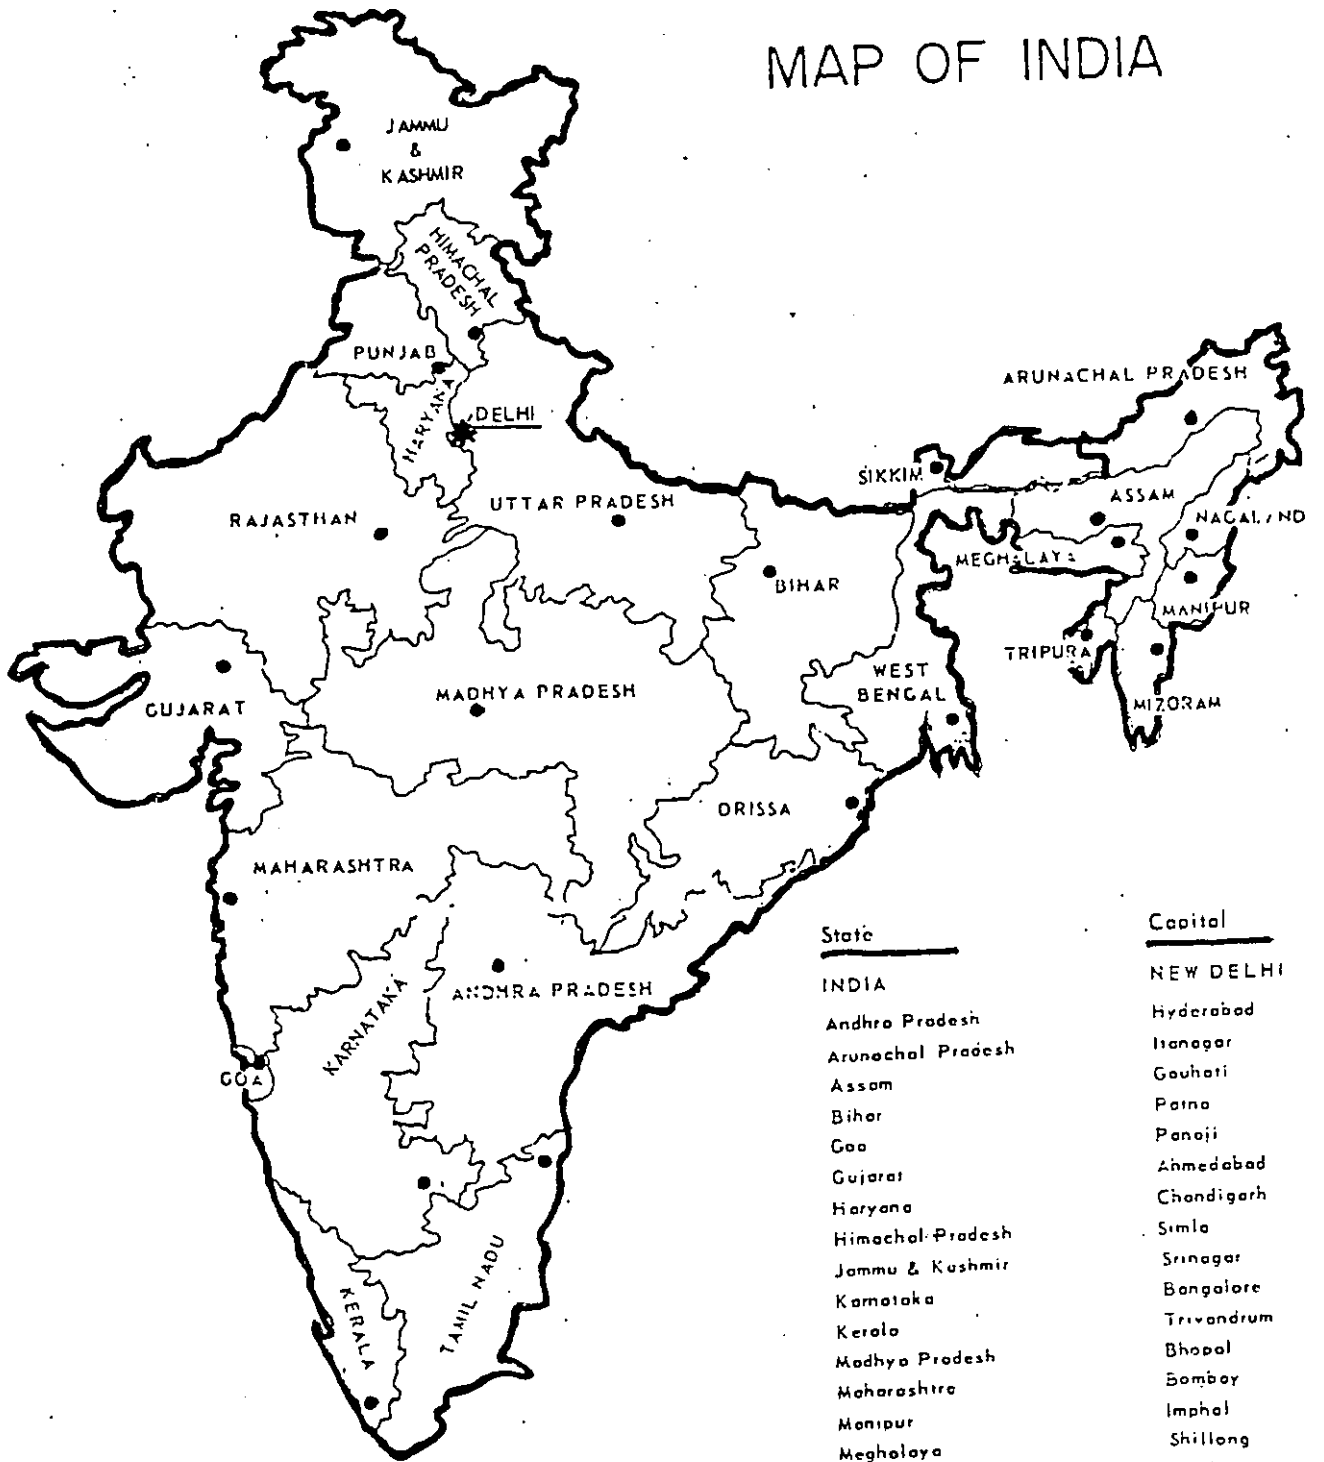 MAP OF INDIA
JAMMU
&
KASHMIR
HIMACHAL
PRADESH
PUNJAB
HARYANA
DELHI
ARUNACHAL PRADESH
SIKKIM
ASSAM
NAGALAND
RAJASTHAN
UTTAR PRADESH
BIHAR
MEGHALAYA
MANIPUR
TRIPURA
MIZORAM
WEST
BENGAL
GUJARAT
MADHYA PRADESH
ORISSA
MAHARASHTRA
ANDHRA PRADESH
KARNATAKA
GOA
KERALA
TAMIL NADU
State Capital
INDIA NEW DELHI
Andhra Pradesh Hyderabad
Arunachal Pradesh Itanagar
Assam Gauhati
Bihar Patna
Goa Panaji
Gujarat Ahmedabad
Haryana Chandigarh
Himachal Pradesh Simla
Jammu & Kashmir Srinagar
Karnataka Bangalore
Kerala Trivandrum
Madhya Pradesh Bhopal
Maharashtra Bombay
Manipur Imphal
Meghalaya Shillong